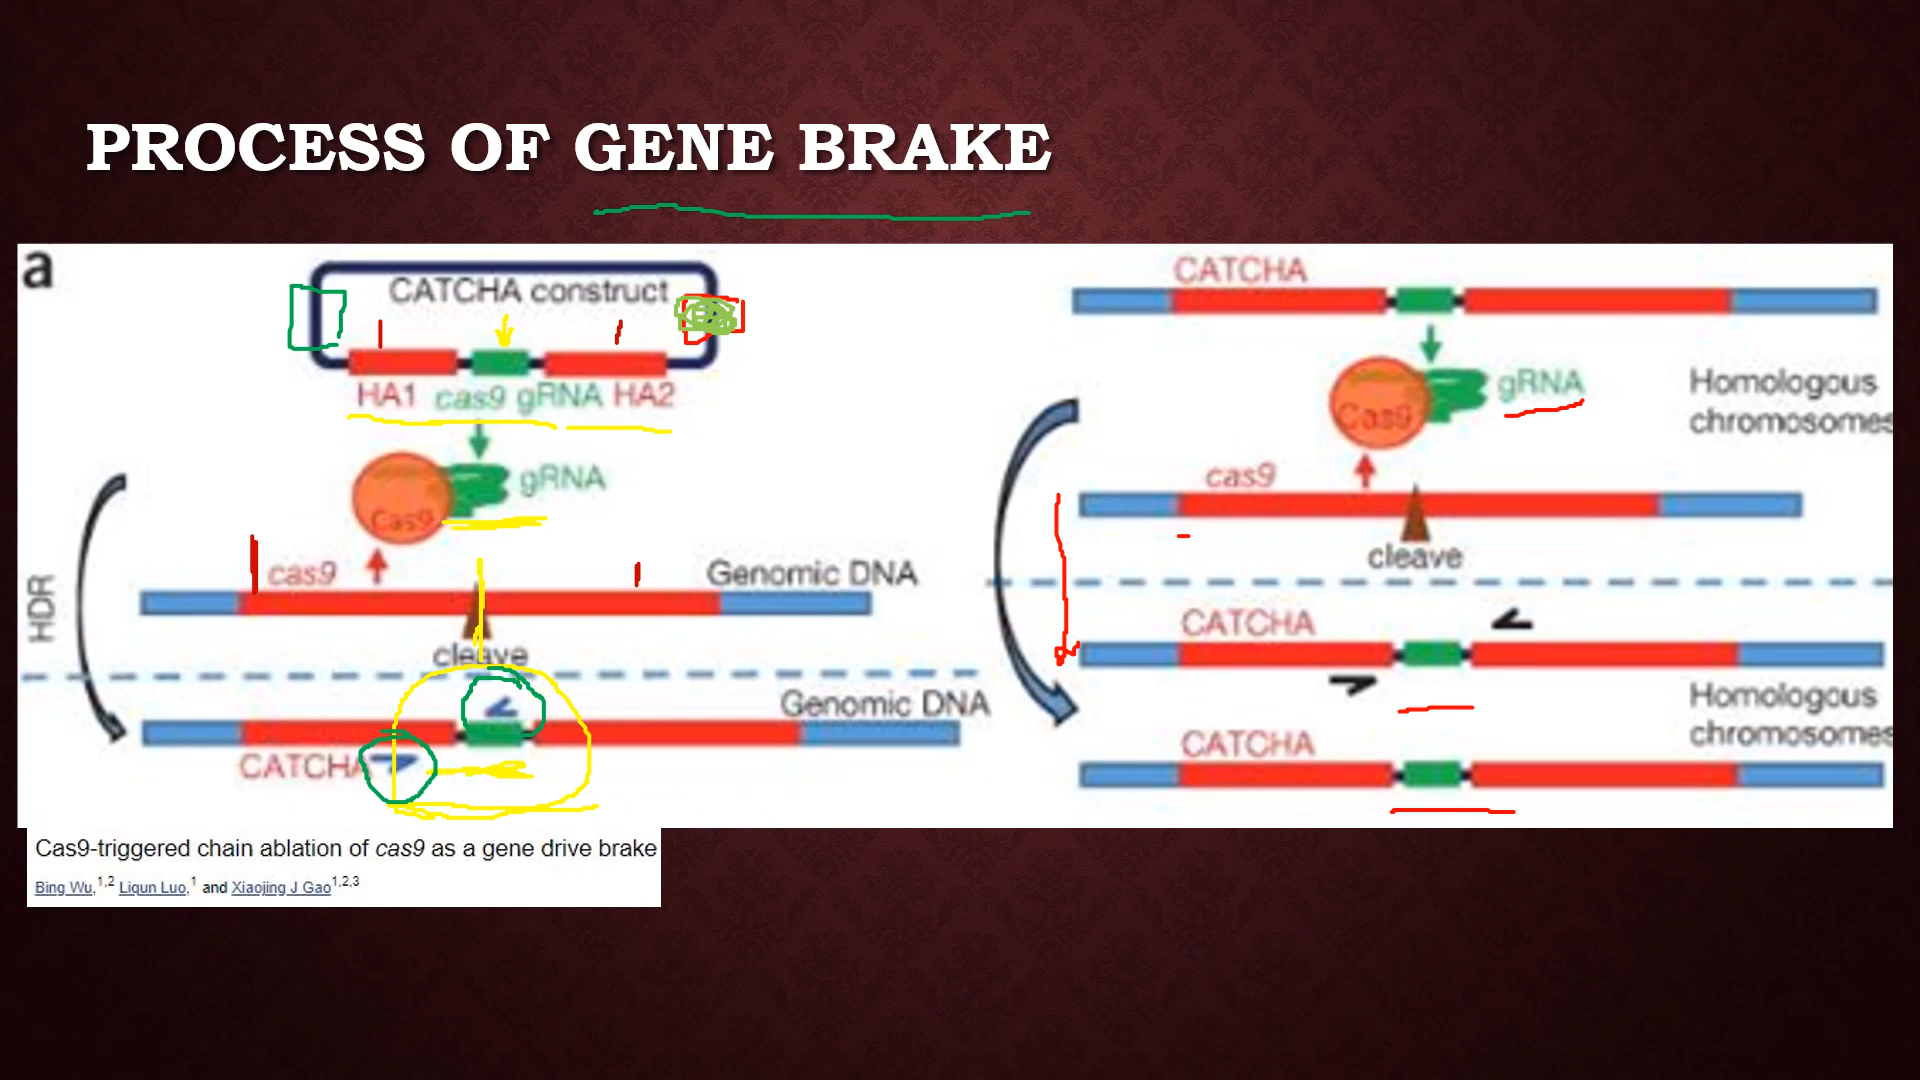 PROCESS OF GENE BRAKE
a
CATCHA construct
HA1 cas9 gRNA HA2
gRNA
Cas9
cas9
Genomic DNA
HDR
cleave
Genomic DNA
CATCHA
CATCHA
gRNA
Cas9
Homologous
chromosomes
cas9
cleave
CATCHA
Homologous
chromosomes
CATCHA
Cas9-triggered chain ablation of cas9 as a gene drive brake
Bing Wu,1,2 Liqun Luo,1 and Xiaojing J Gao1,2,3